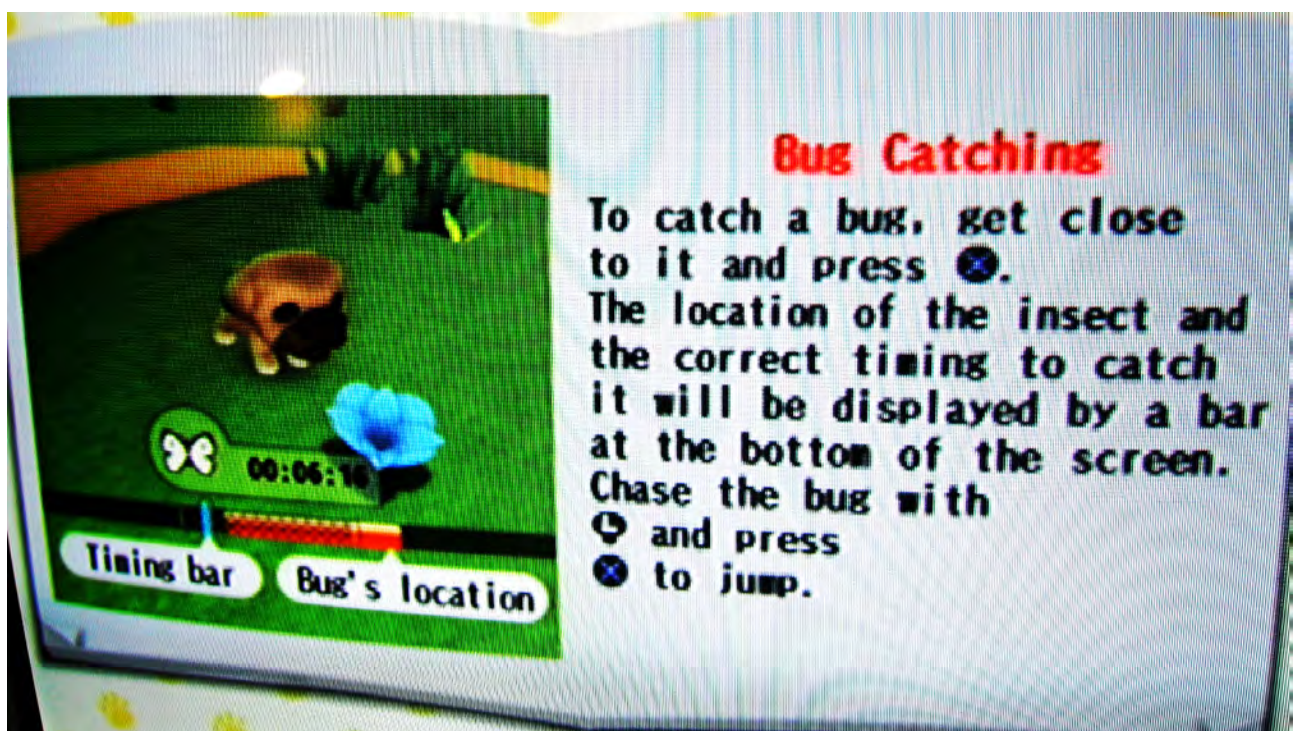 Bug Catching
To catch a bug, get close
to it and press Ⓧ.
The location of the insect and
the correct timing to catch
it will be displayed by a bar
at the bottom of the screen.
Chase the bug with
Ⓛ and press
Ⓧ to jump.
00:06:16
Timing bar
Bug's location